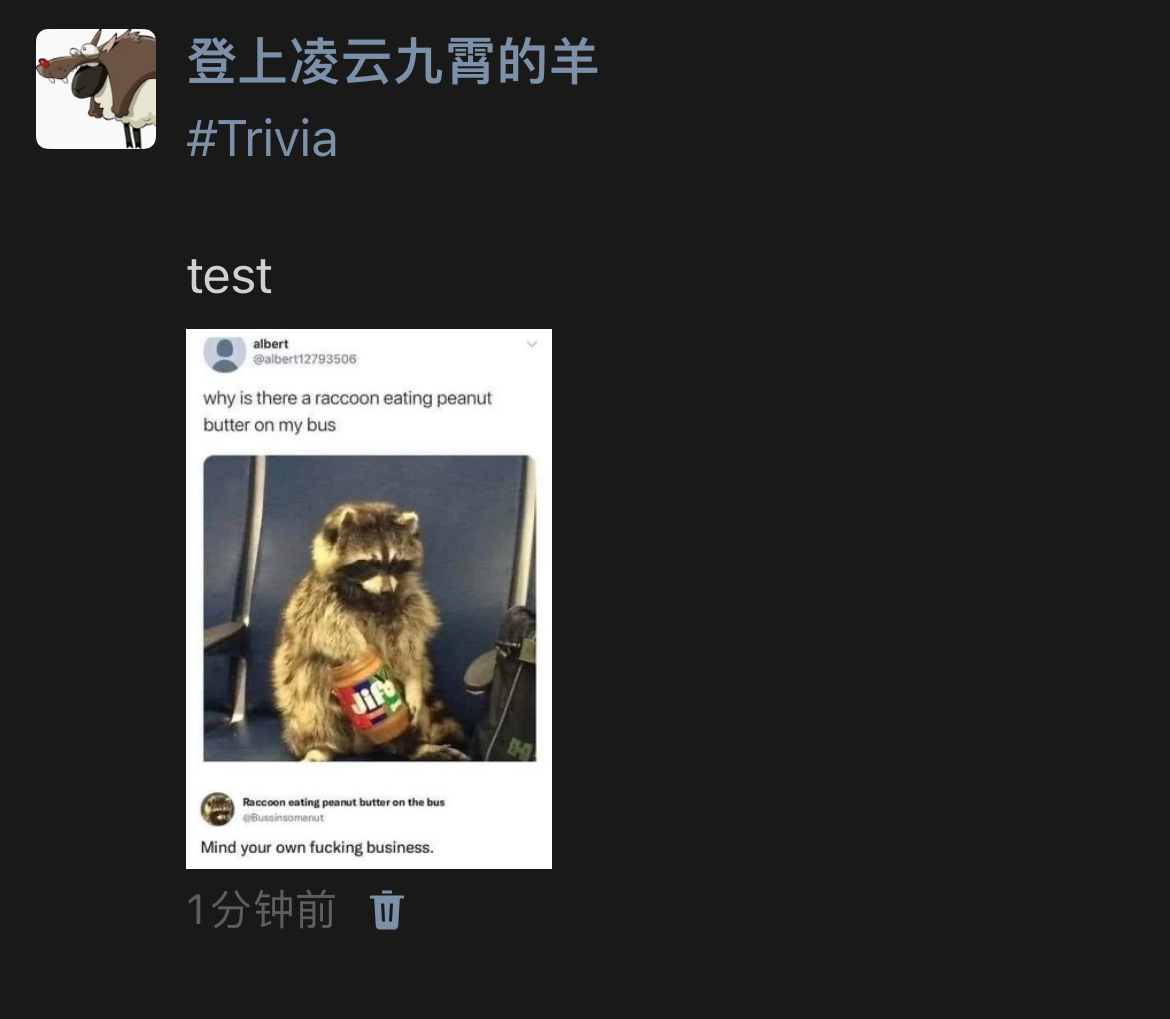 登上凌云九霄的羊
#Trivia
test
albert
@albert12793506
why is there a raccoon eating peanut
butter on my bus
Jif
Raccoon eating peanut butter on the bus
@Bussinsomenut
Mind your own fucking business.
1分钟前